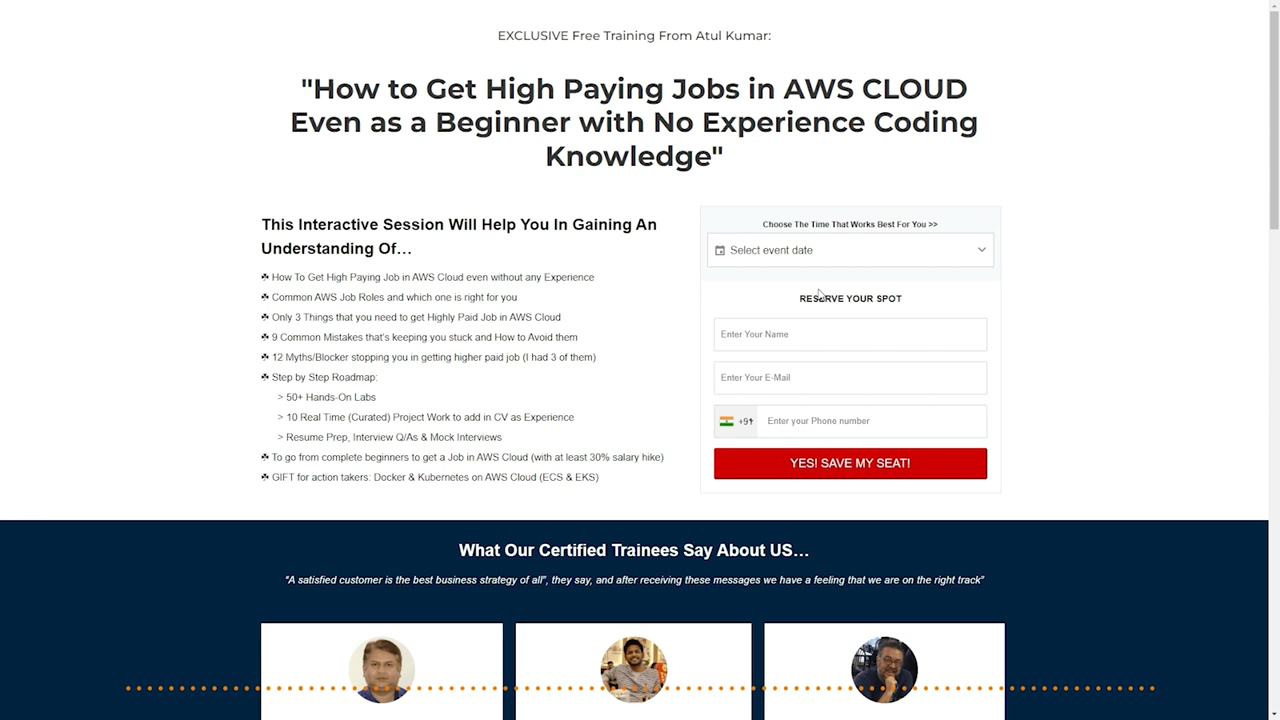 EXCLUSIVE Free Training From Atul Kumar:
"How to Get High Paying Jobs in AWS CLOUD
Even as a Beginner with No Experience Coding
Knowledge"
This Interactive Session Will Help You In Gaining An
Understanding Of…
How To Get High Paying Job in AWS Cloud even without any Experience
Common AWS Job Roles and which one is right for you
Only 3 Things that you need to get Highly Paid Job in AWS Cloud
9 Common Mistakes that's keeping you stuck and How to Avoid them
12 Myths/Blocker stopping you in getting higher paid job (I had 3 of them)
Step by Step Roadmap:
> 50+ Hands-On Labs
> 10 Real Time (Curated) Project Work to add in CV as Experience
> Resume Prep, Interview Q/As & Mock Interviews
To go from complete beginners to get a Job in AWS Cloud (with at least 30% salary hike)
GIFT for action takers: Docker & Kubernetes on AWS Cloud (ECS & EKS)
Choose The Time That Works Best For You >>
Select event date
RESERVE YOUR SPOT
Enter Your Name
Enter Your E-Mail
+91 Enter your Phone number
YES! SAVE MY SEAT!
What Our Certified Trainees Say About US…
"A satisfied customer is the best business strategy of all", they say, and after receiving these messages we have a feeling that we are on the right track"